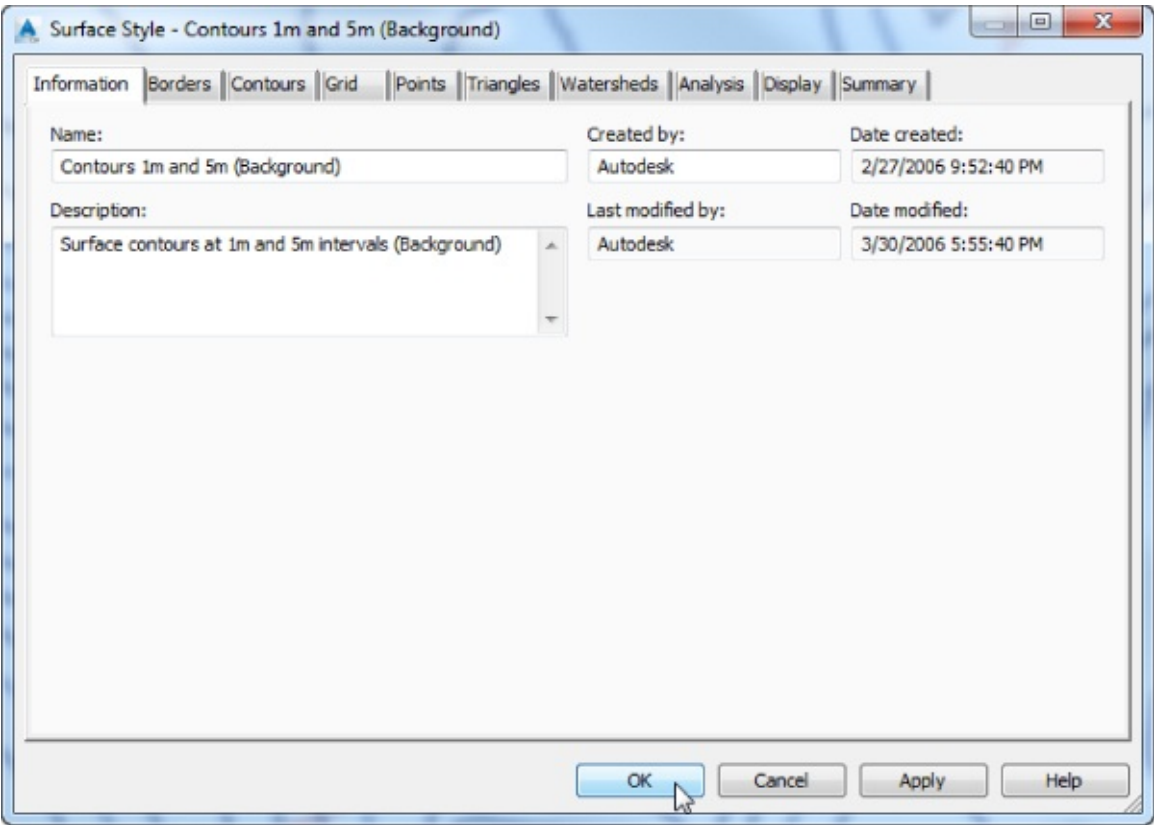 Surface Style - Contours 1m and 5m (Background)
Information Borders Contours Grid Points Triangles Watersheds Analysis Display Summary
Name: Created by: Date created:
Contours 1m and 5m (Background) Autodesk 2/27/2006 9:52:40 PM
Description: Last modified by: Date modified:
Surface contours at 1m and 5m intervals (Background) Autodesk 3/30/2006 5:55:40 PM
OK Cancel Apply Help